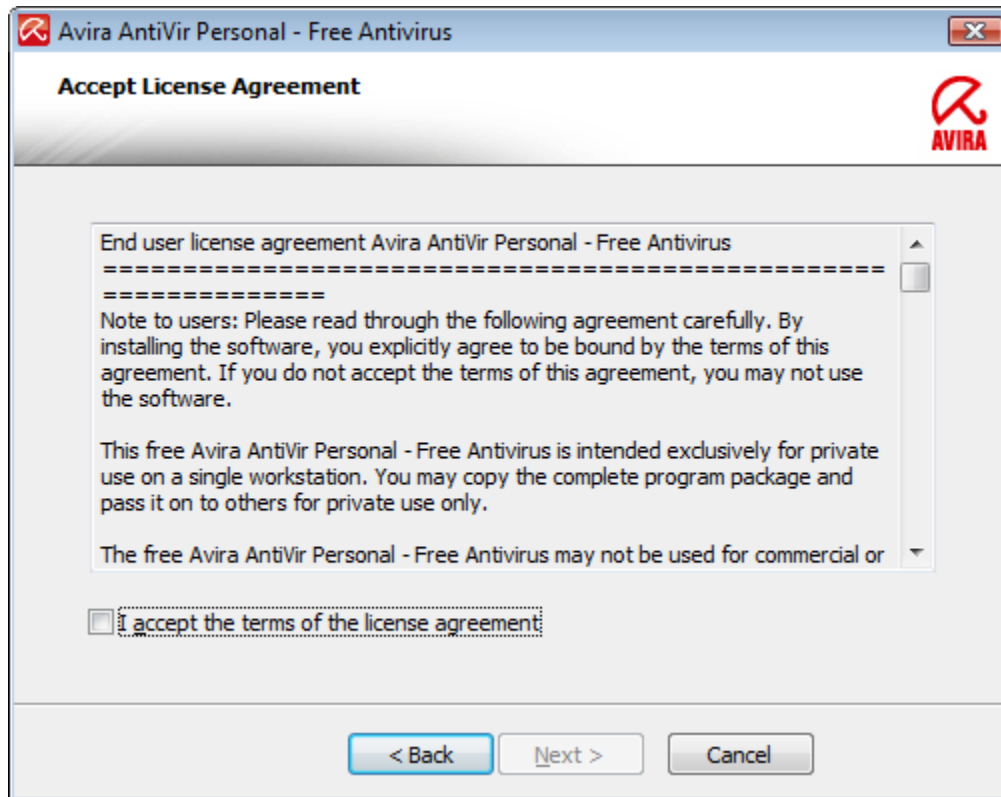 Avira AntiVir Personal - Free Antivirus
Accept License Agreement
AVIRA
End user license agreement Avira AntiVir Personal - Free Antivirus
=================================================
==============
Note to users: Please read through the following agreement carefully. By
installing the software, you explicitly agree to be bound by the terms of this
agreement. If you do not accept the terms of this agreement, you may not use
the software.
This free Avira AntiVir Personal - Free Antivirus is intended exclusively for private
use on a single workstation. You may copy the complete program package and
pass it on to others for private use only.
The free Avira AntiVir Personal - Free Antivirus may not be used for commercial or
I accept the terms of the license agreement
< Back Next > Cancel